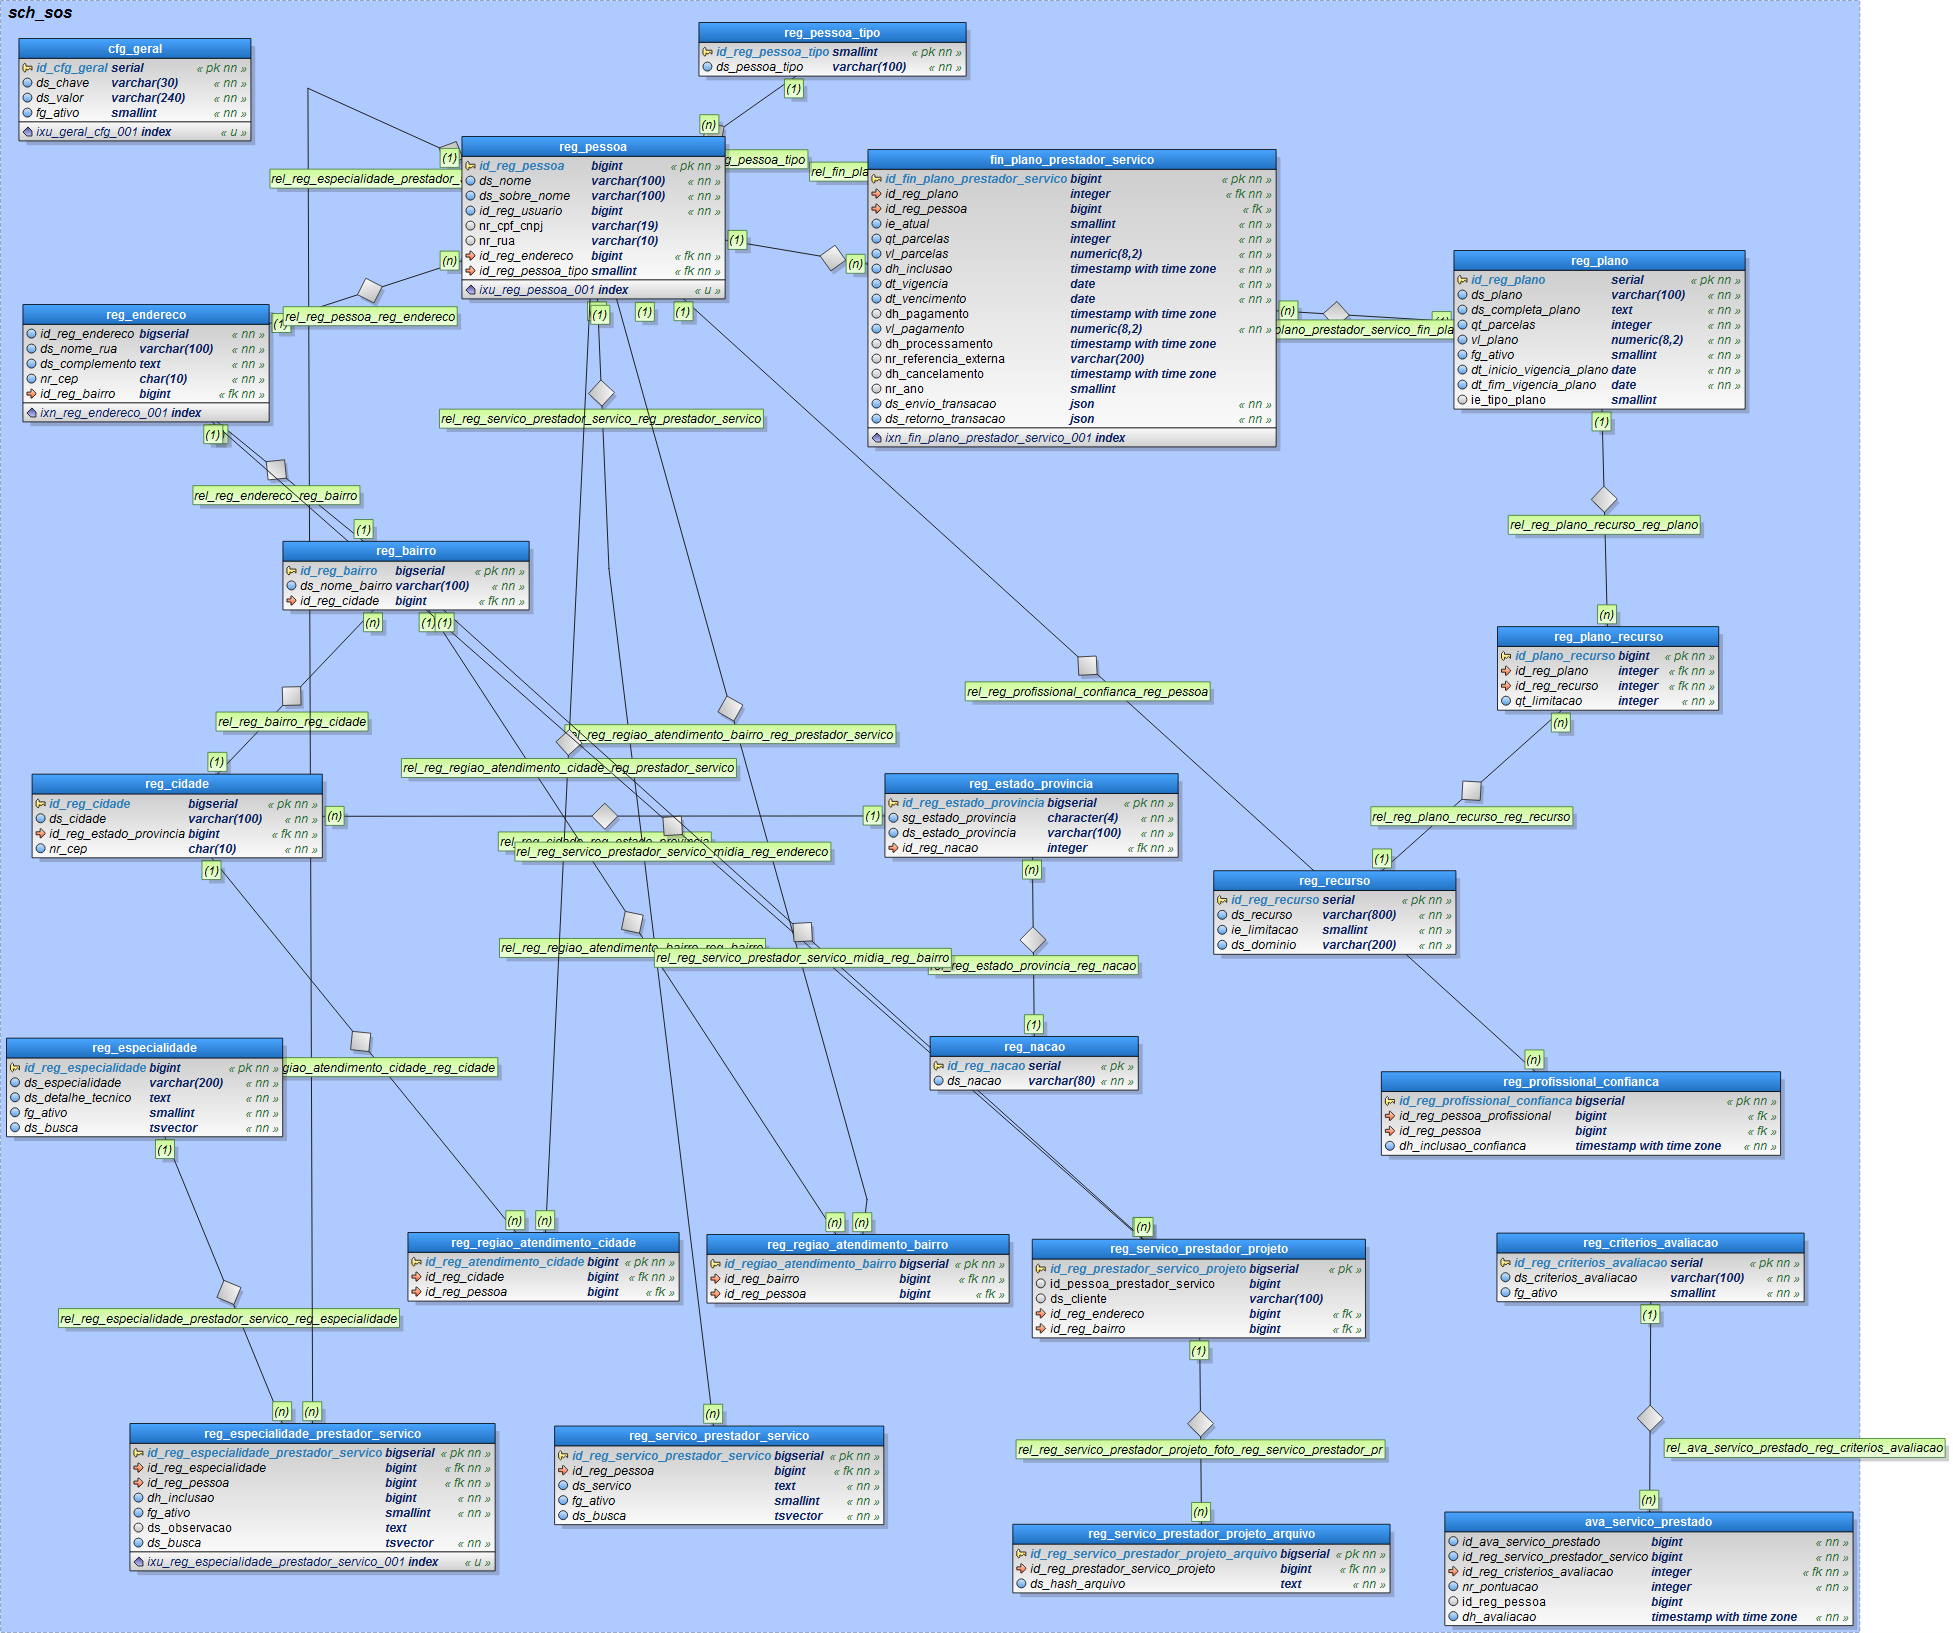 sch_sos
cfg_geral
id_cfg_geral serial « pk nn »
ds_chave varchar(30) « nn »
ds_valor varchar(240) « nn »
fg_ativo smallint « nn »
ixu_geral_cfg_001 index « u »
reg_pessoa_tipo
id_reg_pessoa_tipo smallint « pk nn »
ds_pessoa_tipo varchar(100) « nn »
(1)
(n)
(1)
rel_reg_especialidade_prestador_
g_pessoa_tipo
rel_fin_pla
reg_pessoa
id_reg_pessoa bigint « pk nn »
ds_nome varchar(100) « nn »
ds_sobre_nome varchar(100) « nn »
id_reg_usuario bigint « nn »
nr_cpf_cnpj varchar(19)
nr_rua varchar(10)
id_reg_endereco bigint « fk nn »
id_reg_pessoa_tipo smallint « fk nn »
ixu_reg_pessoa_001 index « u »
(1)
(n)
(n)
(1)
(1)
(1)
fin_plano_prestador_servico
id_fin_plano_prestador_servico bigint « pk nn »
id_reg_plano integer « fk nn »
id_reg_pessoa bigint « fk »
ie_atual smallint « nn »
qt_parcelas integer « nn »
vl_parcelas numeric(8,2) « nn »
dh_inclusao timestamp with time zone « nn »
dt_vigencia date « nn »
dt_vencimento date « nn »
dh_pagamento timestamp with time zone
vl_pagamento numeric(8,2) « nn »
dh_processamento timestamp with time zone
nr_referencia_externa varchar(200)
dh_cancelamento timestamp with time zone
nr_ano smallint
ds_envio_transacao json « nn »
ds_retorno_transacao json « nn »
ixn_fin_plano_prestador_servico_001 index
(n)
plano_prestador_servico_fin_pla
reg_plano
id_reg_plano serial « pk nn »
ds_plano varchar(100) « nn »
ds_completa_plano text « nn »
qt_parcelas integer « nn »
vl_plano numeric(8,2) « nn »
fg_ativo smallint « nn »
dt_inicio_vigencia_plano date « nn »
dt_fim_vigencia_plano date « nn »
ie_tipo_plano smallint
(1)
rel_reg_plano_recurso_reg_plano
(n)
rel_reg_pessoa_reg_endereco
reg_endereco
id_reg_endereco bigserial « nn »
ds_nome_rua varchar(100) « nn »
ds_complemento text « nn »
nr_cep char(10) « nn »
id_reg_bairro bigint « fk nn »
ixn_reg_endereco_001 index
(1)
rel_reg_servico_prestador_servico_reg_prestador_servico
rel_reg_endereco_reg_bairro
(1)
reg_bairro
id_reg_bairro bigserial « pk nn »
ds_nome_bairro varchar(100) « nn »
id_reg_cidade bigint « fk nn »
(n)
(1)
(1)
rel_reg_bairro_reg_cidade
(1)
reg_plano_recurso
id_plano_recurso bigint « pk nn »
id_reg_plano integer « fk nn »
id_reg_recurso integer « fk nn »
qt_limitacao integer « nn »
(n)
rel_reg_profissional_confianca_reg_pessoa
l_reg_regiao_atendimento_bairro_reg_prestador_servico
rel_reg_regiao_atendimento_cidade_reg_prestador_servico
reg_cidade
id_reg_cidade bigserial « pk nn »
ds_cidade varchar(100) « nn »
id_reg_estado_provincia bigint « fk nn »
nr_cep char(10) « nn »
(n)
(1)
(1)
reg_estado_provincia
id_reg_estado_provincia bigserial « pk nn »
sg_estado_provincia character(4) « nn »
ds_estado_provincia varchar(100) « nn »
id_reg_nacao integer « fk nn »
(n)
rel_reg_plano_recurso_reg_recurso
(1)
rel_reg_cidade_reg_estado_provincia
rel_reg_servico_prestador_servico_midia_reg_endereco
reg_recurso
id_reg_recurso serial « pk nn »
ds_recurso varchar(800) « nn »
ie_limitacao smallint « nn »
ds_dominio varchar(200) « nn »
rel_reg_regiao_atendimento_bairro_reg_bairro
rel_reg_servico_prestador_servico_midia_reg_bairro
_reg_estado_provincia_reg_nacao
(1)
reg_nacao
id_reg_nacao serial « pk »
ds_nacao varchar(80) « nn »
(n)
reg_profissional_confianca
id_reg_profissional_confianca bigserial « pk nn »
id_reg_pessoa_profissional bigint « fk »
id_reg_pessoa bigint « fk »
dh_inclusao_confianca timestamp with time zone « nn »
reg_especialidade
id_reg_especialidade bigint « pk nn »
ds_especialidade varchar(200) « nn »
ds_detalhe_tecnico text « nn »
fg_ativo smallint « nn »
ds_busca tsvector « nn »
(1)
giao_atendimento_cidade_reg_cidade
(n)
(n)
(n)
(n)
(n)
reg_regiao_atendimento_cidade
id_reg_atendimento_cidade bigint « pk nn »
id_reg_cidade bigint « fk nn »
id_reg_pessoa bigint « fk »
reg_regiao_atendimento_bairro
id_regiao_atendimento_bairro bigserial « pk nn »
id_reg_bairro bigint « fk nn »
id_reg_pessoa bigint « fk »
reg_servico_prestador_projeto
id_reg_prestador_servico_projeto bigserial « pk »
id_pessoa_prestador_servico bigint
ds_cliente varchar(100)
id_reg_endereco bigint « fk »
id_reg_bairro bigint « fk »
(1)
reg_criterios_avaliacao
id_reg_criterios_avaliacao serial « pk nn »
ds_criterios_avaliacao varchar(100) « nn »
fg_ativo smallint « nn »
(1)
rel_reg_especialidade_prestador_servico_reg_especialidade
(n)
(n)
(n)
reg_especialidade_prestador_servico
id_reg_especialidade_prestador_servico bigserial « pk nn »
id_reg_especialidade bigint « fk nn »
id_reg_pessoa bigint « fk nn »
dh_inclusao bigint « nn »
fg_ativo smallint « nn »
ds_observacao text
ds_busca tsvector « nn »
ixu_reg_especialidade_prestador_servico_001 index « u »
reg_servico_prestador_servico
id_reg_servico_prestador_servico bigserial « pk nn »
id_reg_pessoa bigint « fk nn »
ds_servico text « nn »
fg_ativo smallint « nn »
ds_busca tsvector « nn »
rel_reg_servico_prestador_projeto_foto_reg_servico_prestador_pr
(n)
reg_servico_prestador_projeto_arquivo
id_reg_servico_prestador_projeto_arquivo bigserial « pk nn »
id_reg_prestador_servico_projeto bigint « fk nn »
ds_hash_arquivo text « nn »
rel_ava_servico_prestado_reg_criterios_avaliacao
(n)
ava_servico_prestado
id_ava_servico_prestado bigint « nn »
id_reg_servico_prestador_servico bigint « nn »
id_reg_cristerios_avaliacao integer « fk nn »
nr_pontuacao integer « nn »
id_reg_pessoa bigint
dh_avaliacao timestamp with time zone « nn »